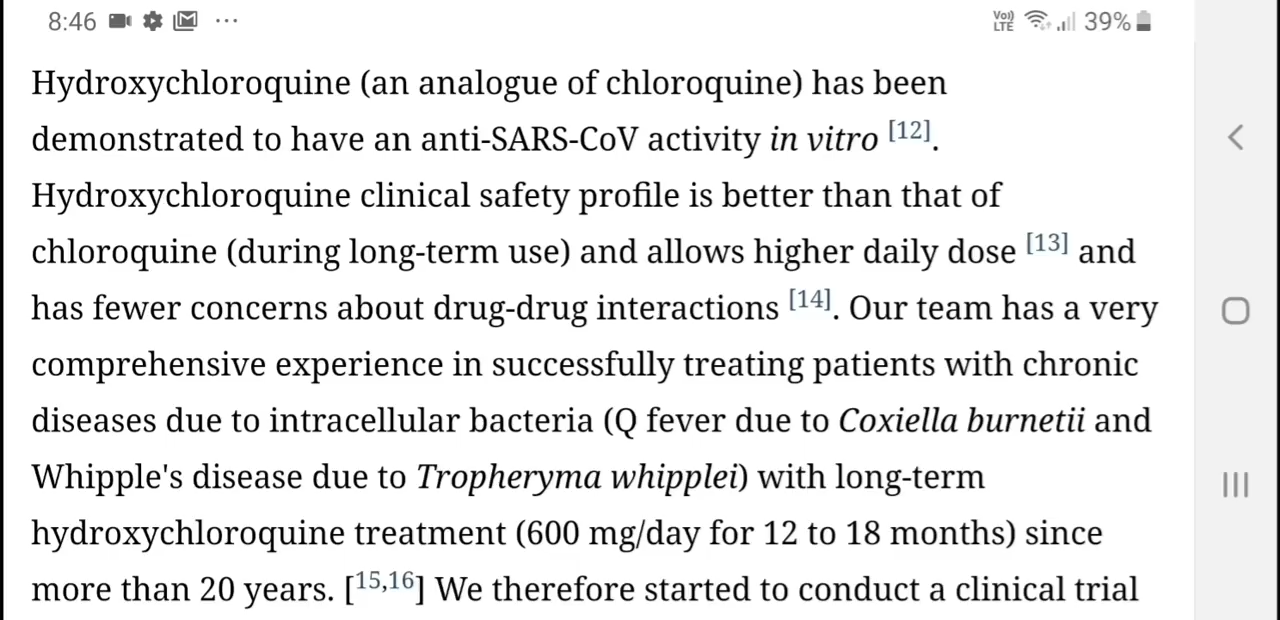 8:46 ... Vo)) LTE 39%
Hydroxychloroquine (an analogue of chloroquine) has been
demonstrated to have an anti-SARS-CoV activity in vitro [12].
Hydroxychloroquine clinical safety profile is better than that of
chloroquine (during long-term use) and allows higher daily dose [13] and
has fewer concerns about drug-drug interactions [14]. Our team has a very
comprehensive experience in successfully treating patients with chronic
diseases due to intracellular bacteria (Q fever due to Coxiella burnetii and
Whipple's disease due to Tropheryma whipplei) with long-term
hydroxychloroquine treatment (600 mg/day for 12 to 18 months) since
more than 20 years. [15,16] We therefore started to conduct a clinical trial